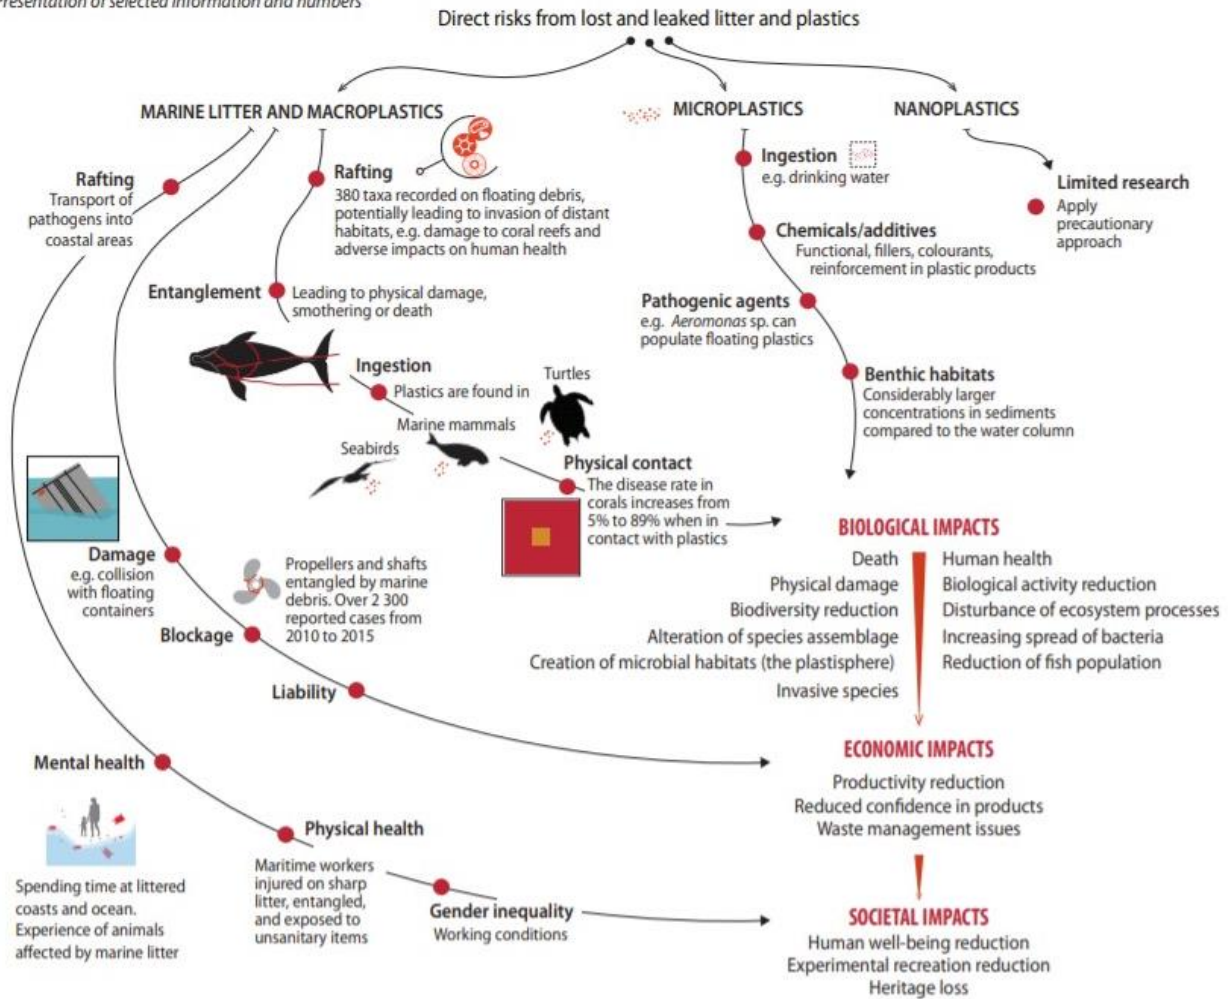 Presentation of selected information and numbers
Direct risks from lost and leaked litter and plastics
MARINE LITTER AND MACROPLASTICS
MICROPLASTICS
NANOPLASTICS
Rafting
Transport of
pathogens into
coastal areas
Rafting
380 taxa recorded on floating debris,
potentially leading to invasion of distant
habitats, e.g. damage to coral reefs and
adverse impacts on human health
Entanglement
Leading to physical damage,
smothering or death
Ingestion
Plastics are found in
Turtles
Marine mammals
Seabirds
Physical contact
The disease rate in
corals increases from
5% to 89% when in
contact with plastics
Ingestion
e.g. drinking water
Chemicals/additives
Functional, fillers, colourants,
reinforcement in plastic products
Pathogenic agents
e.g. Aeromonas sp. can
populate floating plastics
Benthic habitats
Considerably larger
concentrations in sediments
compared to the water column
Limited research
Apply
precautionary
approach
Damage
e.g. collision
with floating
containers
Propellers and shafts
entangled by marine
debris. Over 2 300
reported cases from
2010 to 2015
Blockage
Liability
Mental health
Spending time at littered
coasts and ocean.
Experience of animals
affected by marine litter
Physical health
Maritime workers
injured on sharp
litter, entangled,
and exposed to
unsanitary items
Gender inequality
Working conditions
BIOLOGICAL IMPACTS
Death
Physical damage
Biodiversity reduction
Alteration of species assemblage
Creation of microbial habitats (the plastisphere)
Invasive species
Human health
Biological activity reduction
Disturbance of ecosystem processes
Increasing spread of bacteria
Reduction of fish population
ECONOMIC IMPACTS
Productivity reduction
Reduced confidence in products
Waste management issues
SOCIETAL IMPACTS
Human well-being reduction
Experimental recreation reduction
Heritage loss